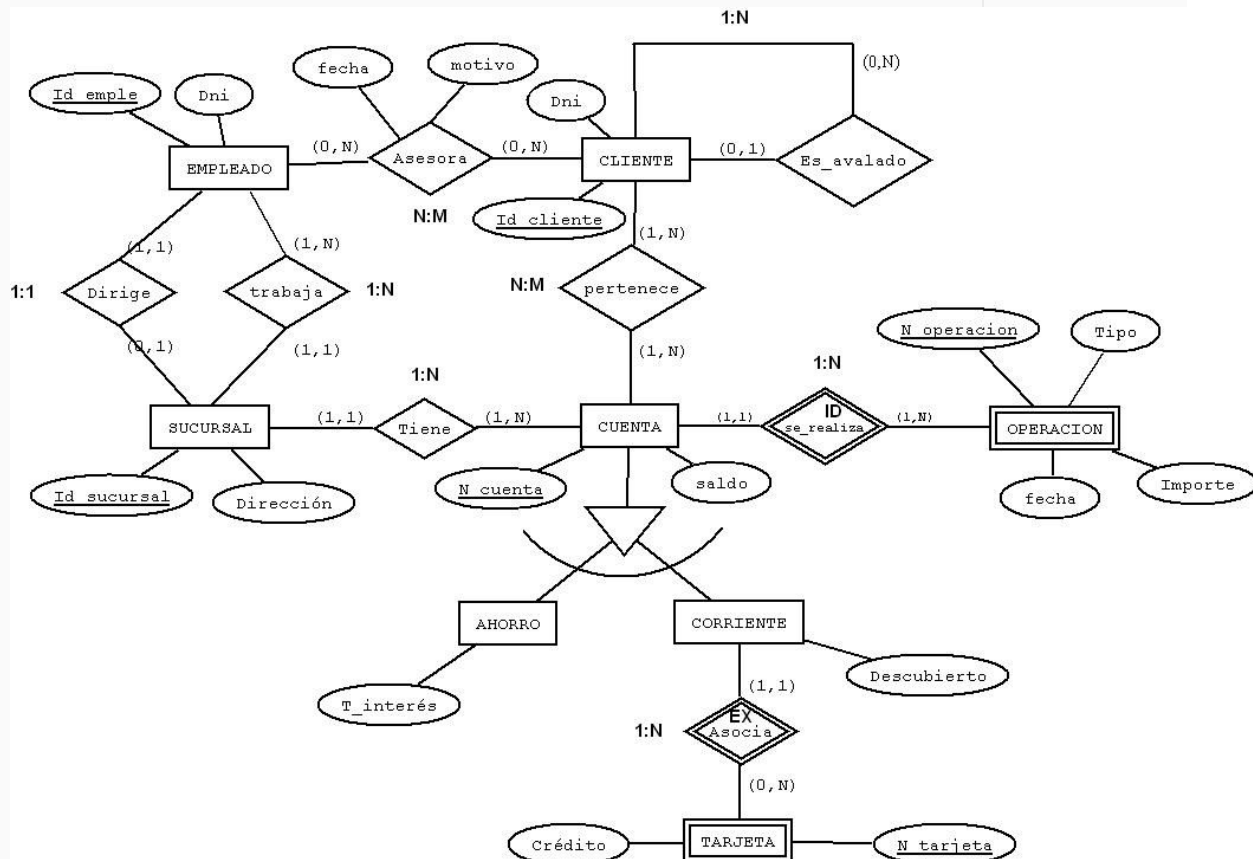 1:N
fecha
motivo
(0,N)
Id emple
Dni
Dni
(0,N)
(0,N)
(0,1)
EMPLEADO
Asesora
CLIENTE
Es_avalado
N:M
Id cliente
(1,1)
(1,N)
(1,N)
1:1
Dirige
trabaja
1:N
N:M
pertenece
N operacion
Tipo
(0,1)
(1,1)
(1,N)
1:N
1:N
(1,1)
(1,N)
(1,1)
ID
(1,N)
SUCURSAL
Tiene
CUENTA
se_realiza
OPERACION
Id sucursal
Dirección
N cuenta
saldo
fecha
Importe
AHORRO
CORRIENTE
Descubierto
T_interés
(1,1)
1:N
EX
Asocia
(0,N)
Crédito
TARJETA
N tarjeta